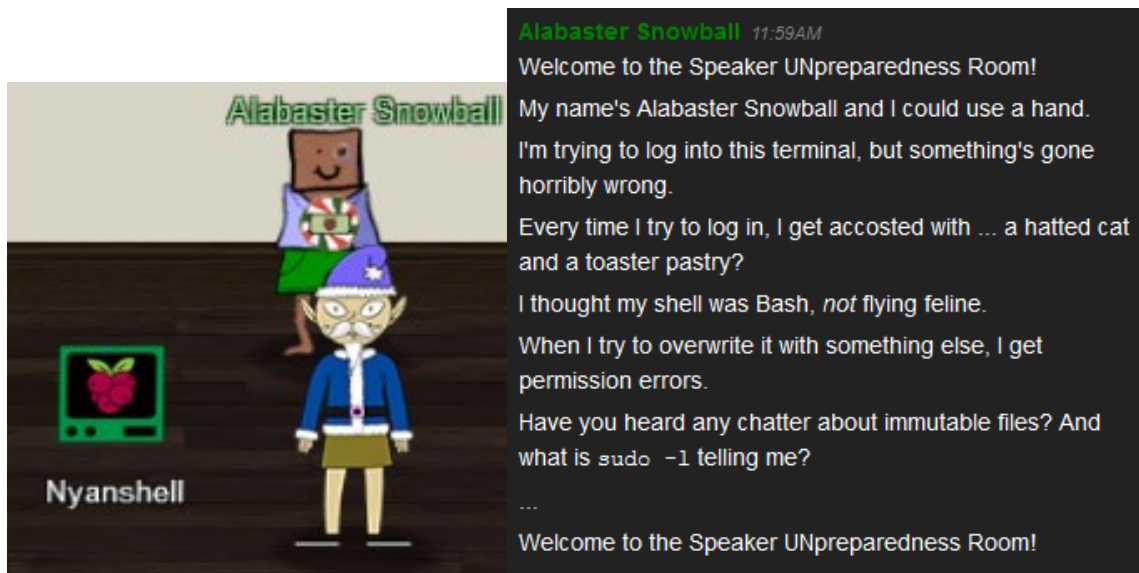 Alabaster Snowball
Nyanshell
Alabaster Snowball 11:59AM
Welcome to the Speaker UNpreparedness Room!
My name's Alabaster Snowball and I could use a hand.
I'm trying to log into this terminal, but something's gone
horribly wrong.
Every time I try to log in, I get accosted with ... a hatted cat
and a toaster pastry?
I thought my shell was Bash, not flying feline.
When I try to overwrite it with something else, I get
permission errors.
Have you heard any chatter about immutable files? And
what is sudo -l telling me?
...
Welcome to the Speaker UNpreparedness Room!